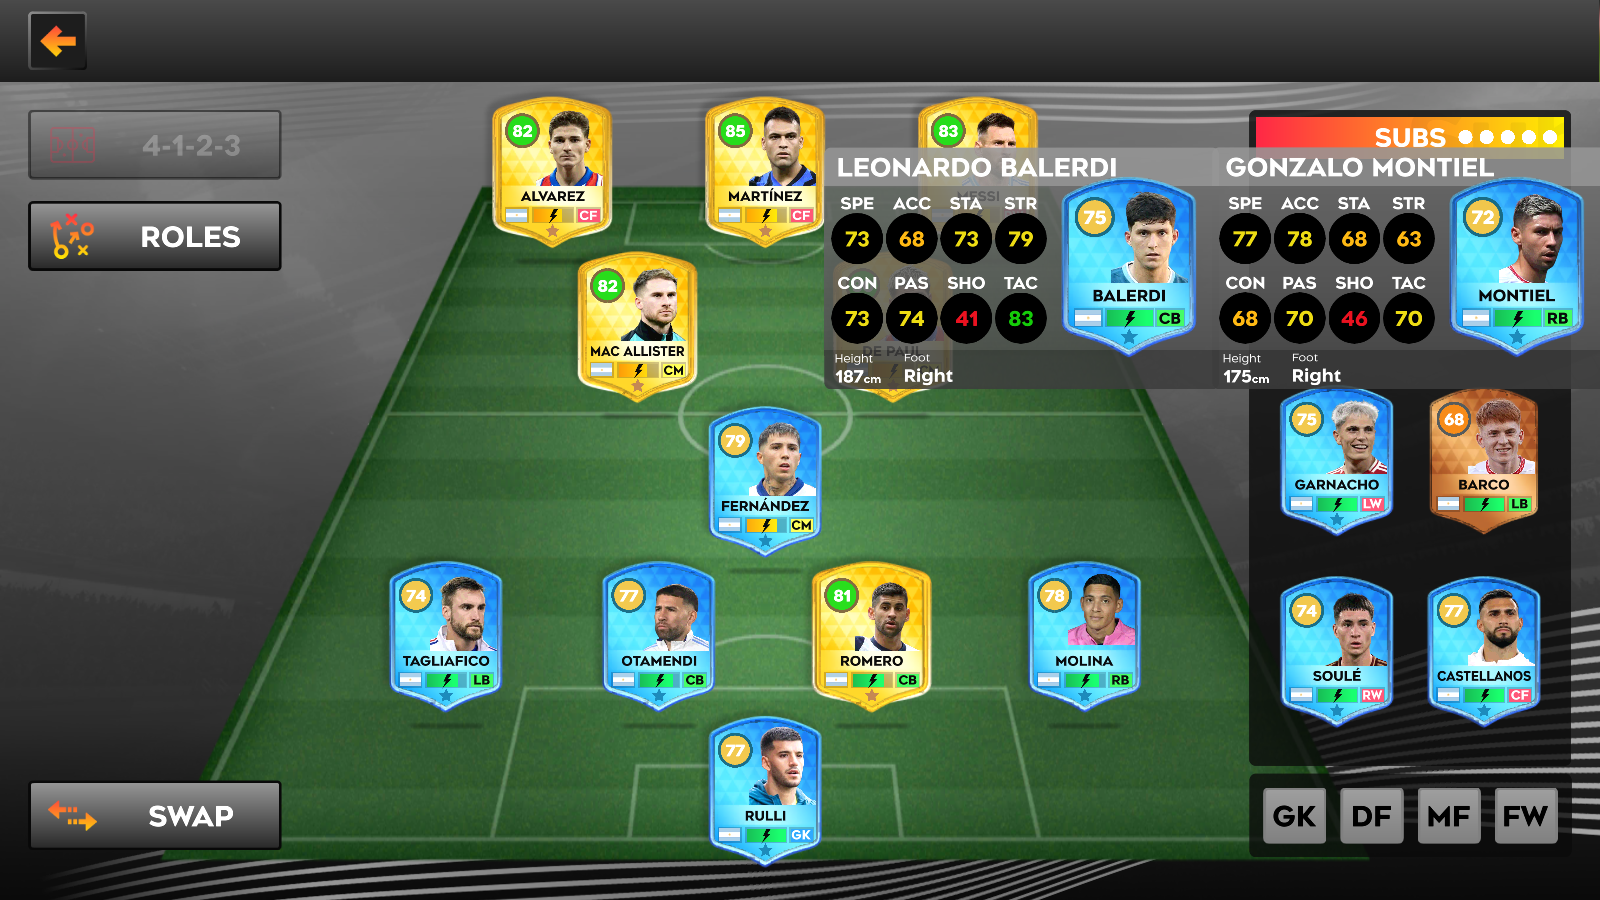 4-1-2-3
ROLES
SWAP
82
ALVAREZ
CF
85
MARTÍNEZ
CF
83
MESSI
82
MAC ALLISTER
CM
DE PAUL
79
FERNÁNDEZ
CM
74
TAGLIAFICO
LB
77
OTAMENDI
CB
81
ROMERO
CB
78
MOLINA
RB
77
RULLI
GK
SUBS
LEONARDO BALERDI
SPE ACC STA STR
73 68 73 79
CON PAS SHO TAC
73 74 41 83
Height Foot
187cm Right
75
BALERDI
CB
GONZALO MONTIEL
SPE ACC STA STR
77 78 68 63
CON PAS SHO TAC
68 70 46 70
Height Foot
175cm Right
72
MONTIEL
RB
75
GARNACHO
LW
68
BARCO
LB
74
SOULÉ
RW
77
CASTELLANOS
CF
GK DF MF FW